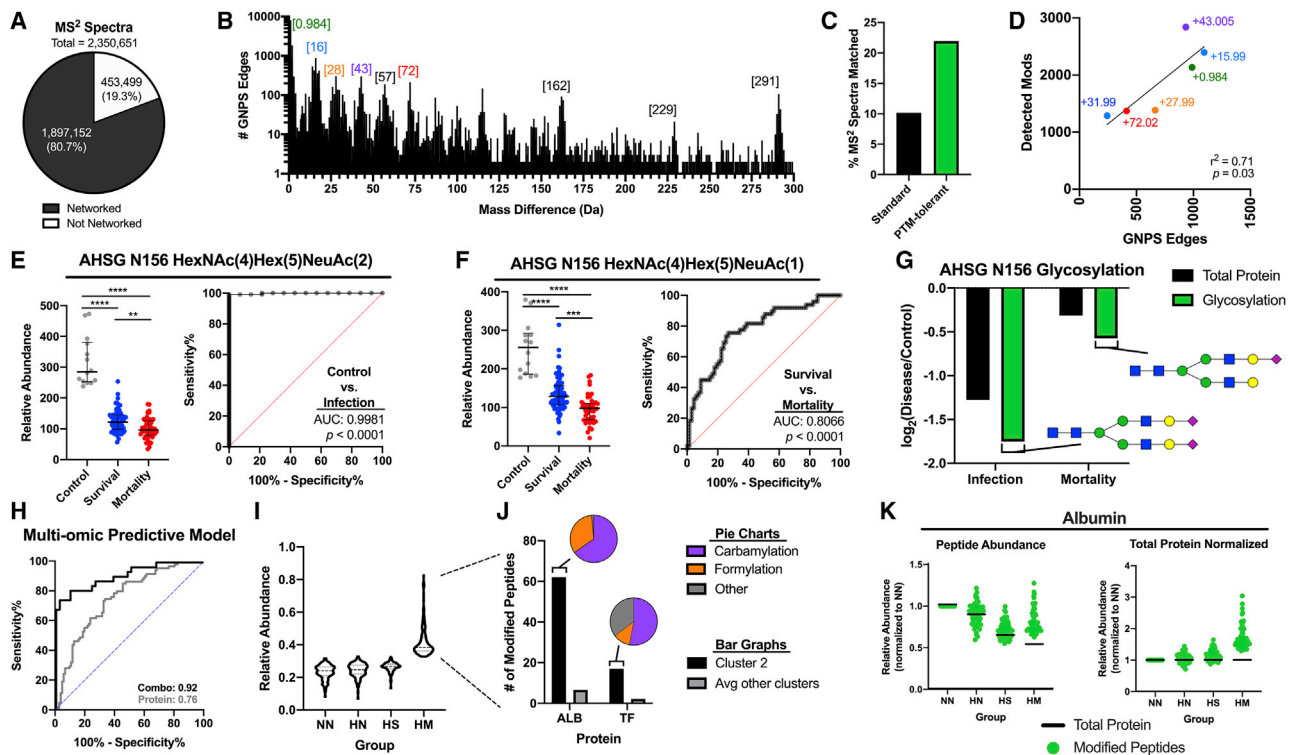 A
MS² Spectra
Total = 2,350,651
453,499
(19.3%)
1,897,152
(80.7%)
Networked
Not Networked
B
# GNPS Edges
10000
1000
100
10
1
[0.984]
[16]
[28]
[43]
[57]
[72]
[162]
[229]
[291]
0 25 50 75 100 125 150 175 200 225 250 275 300
Mass Difference (Da)
C
% MS² Spectra Matched
25
20
15
10
5
0
Standard
PTM-tolerant
D
Detected Mods
3000
2000
1000
0
+43.005
+15.99
+0.984
+31.99
+27.99
+72.02
r² = 0.71
p = 0.03
0 500 1000 1500
GNPS Edges
E
AHSG N156 HexNAc(4)Hex(5)NeuAc(2)
Relative Abundance
500
400
300
200
100
0
****
****
**
Control
Survival
Mortality
Sensitivity%
100
80
60
40
20
0
Control
vs.
Infection
AUC: 0.9981
p < 0.0001
0 20 40 60 80 100
100% - Specificity%
F
AHSG N156 HexNAc(4)Hex(5)NeuAc(1)
Relative Abundance
400
300
200
100
0
****
****
***
Control
Survival
Mortality
Sensitivity%
100
80
60
40
20
0
Survival
vs.
Mortality
AUC: 0.8066
p < 0.0001
0 20 40 60 80 100
100% - Specificity%
G
AHSG N156 Glycosylation
Total Protein
Glycosylation
log₂(Disease/Control)
0.0
-0.5
-1.0
-1.5
-2.0
Infection
Mortality
H
Multi-omic Predictive Model
Sensitivity%
100
80
60
40
20
0
Combo: 0.92
Protein: 0.76
0 20 40 60 80 100
100% - Specificity%
I
Relative Abundance
1.0
0.8
0.6
0.4
0.2
0.0
NN HN HS HM
Group
J
# of Modified Peptides
80
60
40
20
0
ALB TF
Protein
Pie Charts
Carbamylation
Formylation
Other
Bar Graphs
Cluster 2
Avg other clusters
K
Albumin
Peptide Abundance
Relative Abundance
(normalized to NN)
1.5
1.0
0.5
0.0
NN HN HS HM
Group
Total Protein Normalized
Relative Abundance
(normalized to NN)
4
3
2
1
0
NN HN HS HM
Group
Total Protein
Modified Peptides